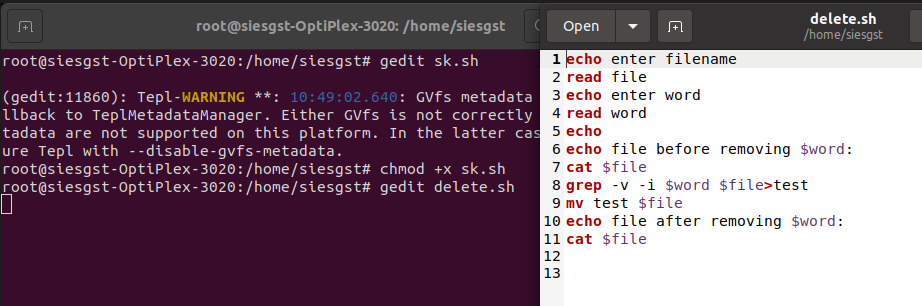 root@siesgst-OptiPlex-3020: /home/siesgst
root@siesgst-OptiPlex-3020:/home/siesgst# gedit sk.sh
(gedit:11860): Tepl-WARNING **: 10:49:02.640: GVfs metadata
llback to TeplMetadataManager. Either GVfs is not correctly
tadata are not supported on this platform. In the latter cas
ure Tepl with --disable-gvfs-metadata.
root@siesgst-OptiPlex-3020:/home/siesgst# chmod +x sk.sh
root@siesgst-OptiPlex-3020:/home/siesgst# gedit delete.sh
Open
delete.sh
/home/siesgst
1 echo enter filename
2 read file
3 echo enter word
4 read word
5 echo
6 echo file before removing $word:
7 cat $file
8 grep -v -i $word $file>test
9 mv test $file
10 echo file after removing $word:
11 cat $file
12
13